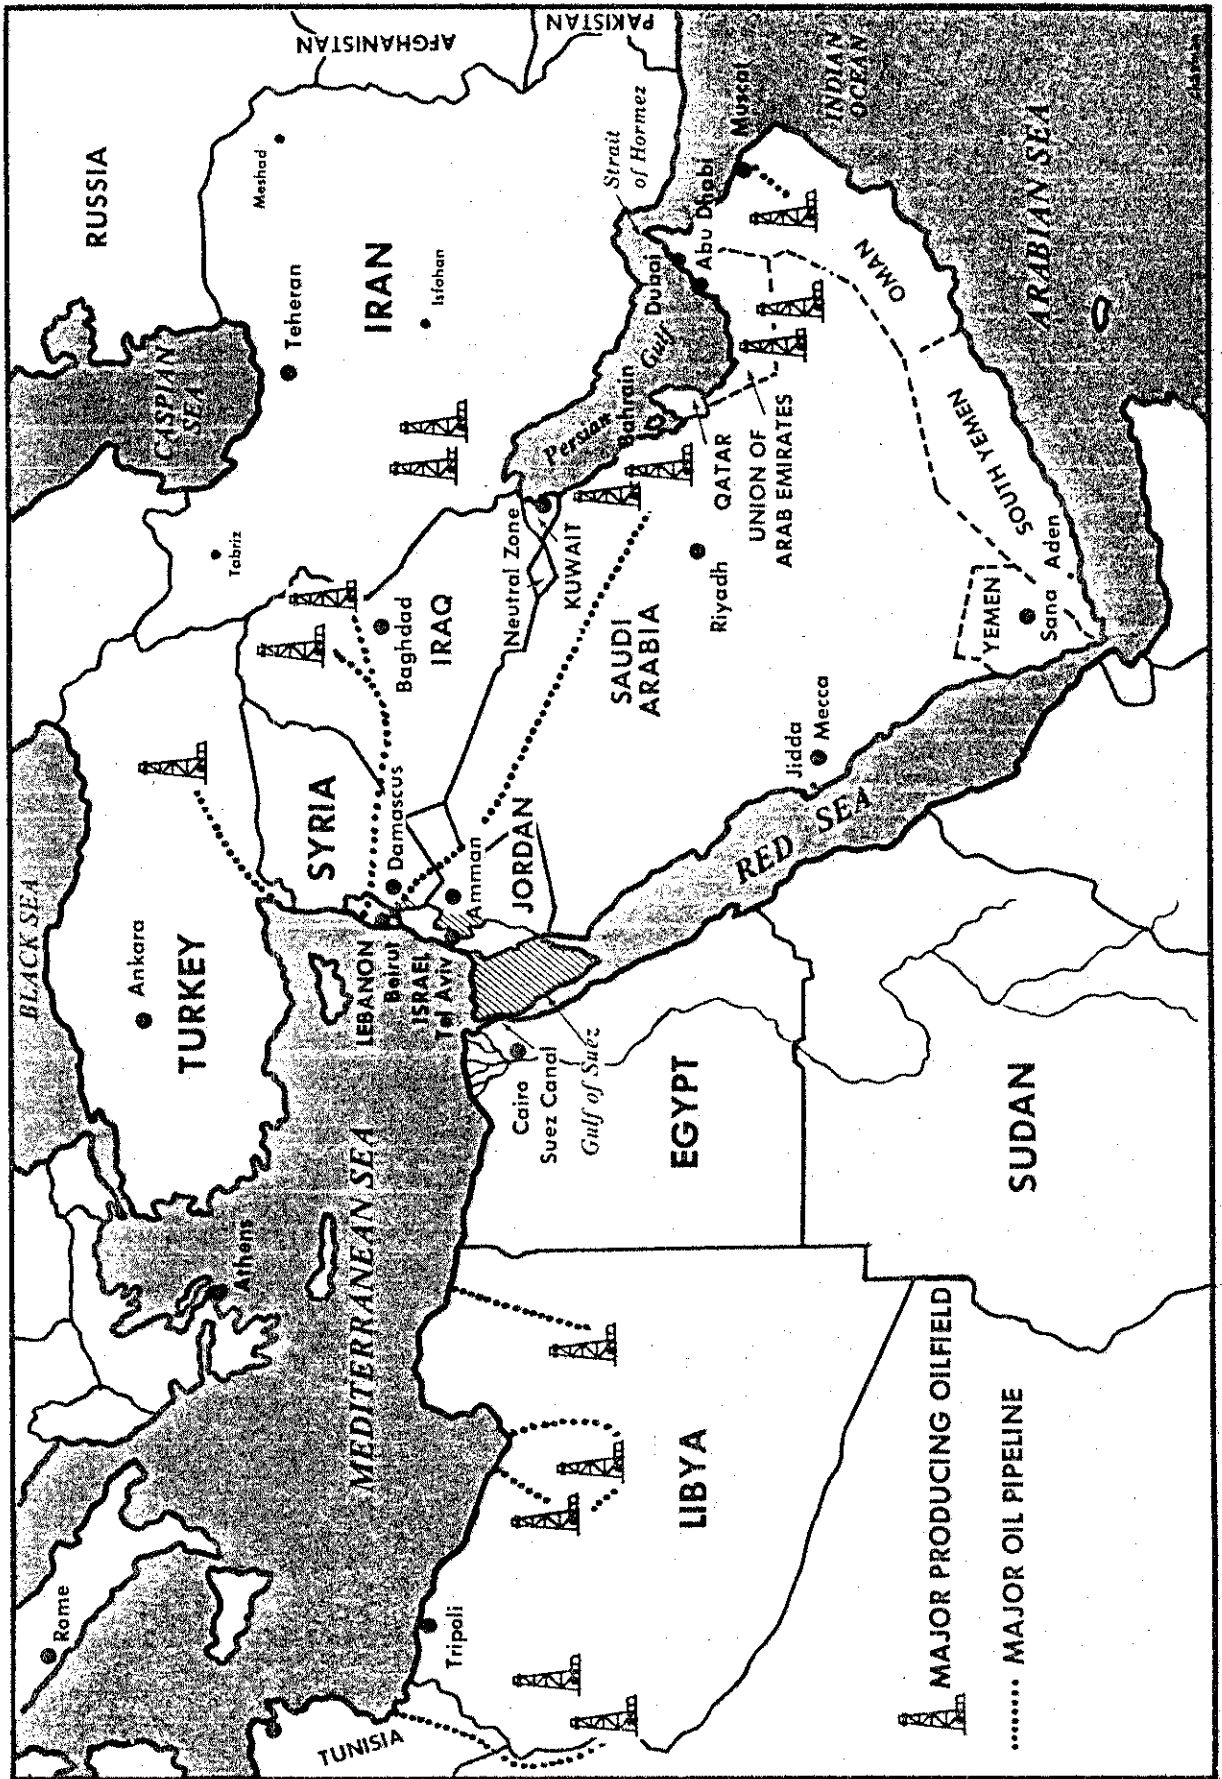 BLACK SEA
RUSSIA
CASPIAN
SEA
AFGHANISTAN
PAKISTAN
Rome
Athens
Ankara
TURKEY
Tabriz
Teheran
Meshad
IRAN
Isfahan
MEDITERRANEAN SEA
SYRIA
LEBANON
Beirut
ISRAEL
Tel Aviv
Damascus
Amman
JORDAN
Baghdad
IRAQ
Neutral Zone
KUWAIT
Persian Gulf
Bahrain
Dubai
Abu Dhabi
Strait
of Hormez
Muscat
INDIAN
OCEAN
TUNISIA
Tripoli
LIBYA
Cairo
Suez Canal
Gulf of Suez
EGYPT
SAUDI
ARABIA
Riyadh
QATAR
UNION OF
ARAB EMIRATES
OMAN
Jidda
Mecca
RED SEA
YEMEN
Sana
Aden
SOUTH YEMEN
ARABIAN SEA
SUDAN
MAJOR PRODUCING OILFIELD
MAJOR OIL PIPELINE